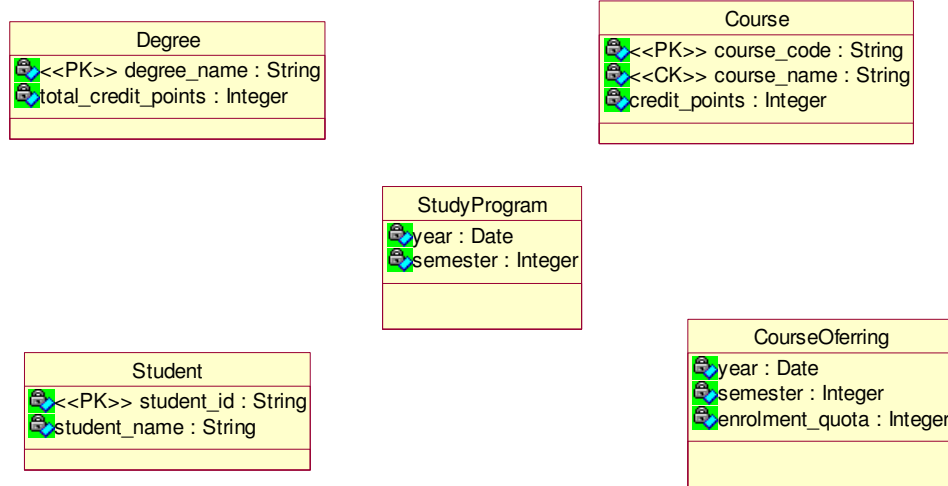 Degree
<<PK>> degree_name : String
total_credit_points : Integer
Course
<<PK>> course_code : String
<<CK>> course_name : String
credit_points : Integer
StudyProgram
year : Date
semester : Integer
Student
<<PK>> student_id : String
student_name : String
CourseOferring
year : Date
semester : Integer
enrolment_quota : Integer